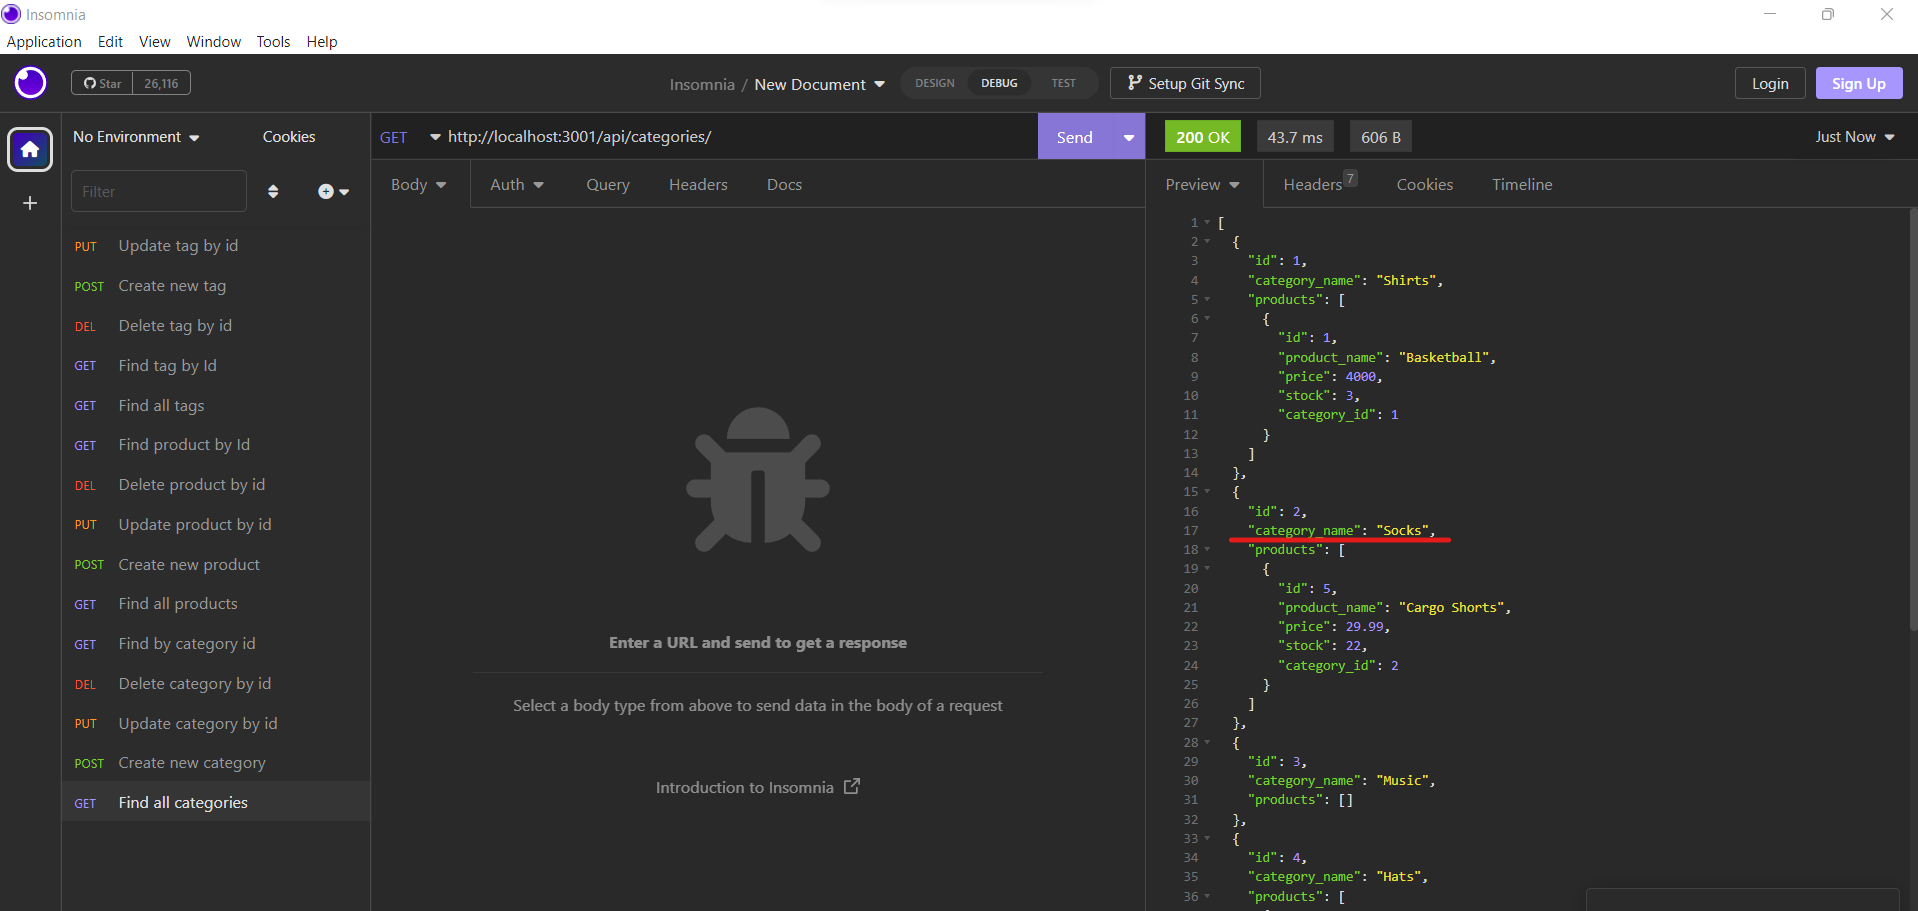 Insomnia
Application Edit View Window Tools Help
Star 26,116
Insomnia / New Document
DESIGN DEBUG TEST
Setup Git Sync
Login Sign Up
No Environment Cookies
GET http://localhost:3001/api/categories/
Send
200 OK 43.7 ms 606 B
Just Now
Filter
Body Auth Query Headers Docs
Preview Headers 7 Cookies Timeline
PUT Update tag by id
POST Create new tag
DEL Delete tag by id
GET Find tag by Id
GET Find all tags
GET Find product by Id
DEL Delete product by id
PUT Update product by id
POST Create new product
GET Find all products
GET Find by category id
DEL Delete category by id
PUT Update category by id
POST Create new category
GET Find all categories
Enter a URL and send to get a response
Select a body type from above to send data in the body of a request
Introduction to Insomnia
1 [
2 {
3 "id": 1,
4 "category_name": "Shirts",
5 "products": [
6 {
7 "id": 1,
8 "product_name": "Basketball",
9 "price": 4000,
10 "stock": 3,
11 "category_id": 1
12 }
13 ]
14 },
15 {
16 "id": 2,
17 "category_name": "Socks",
18 "products": [
19 {
20 "id": 5,
21 "product_name": "Cargo Shorts",
22 "price": 29.99,
23 "stock": 22,
24 "category_id": 2
25 }
26 ]
27 },
28 {
29 "id": 3,
30 "category_name": "Music",
31 "products": []
32 },
33 {
34 "id": 4,
35 "category_name": "Hats",
36 "products": [